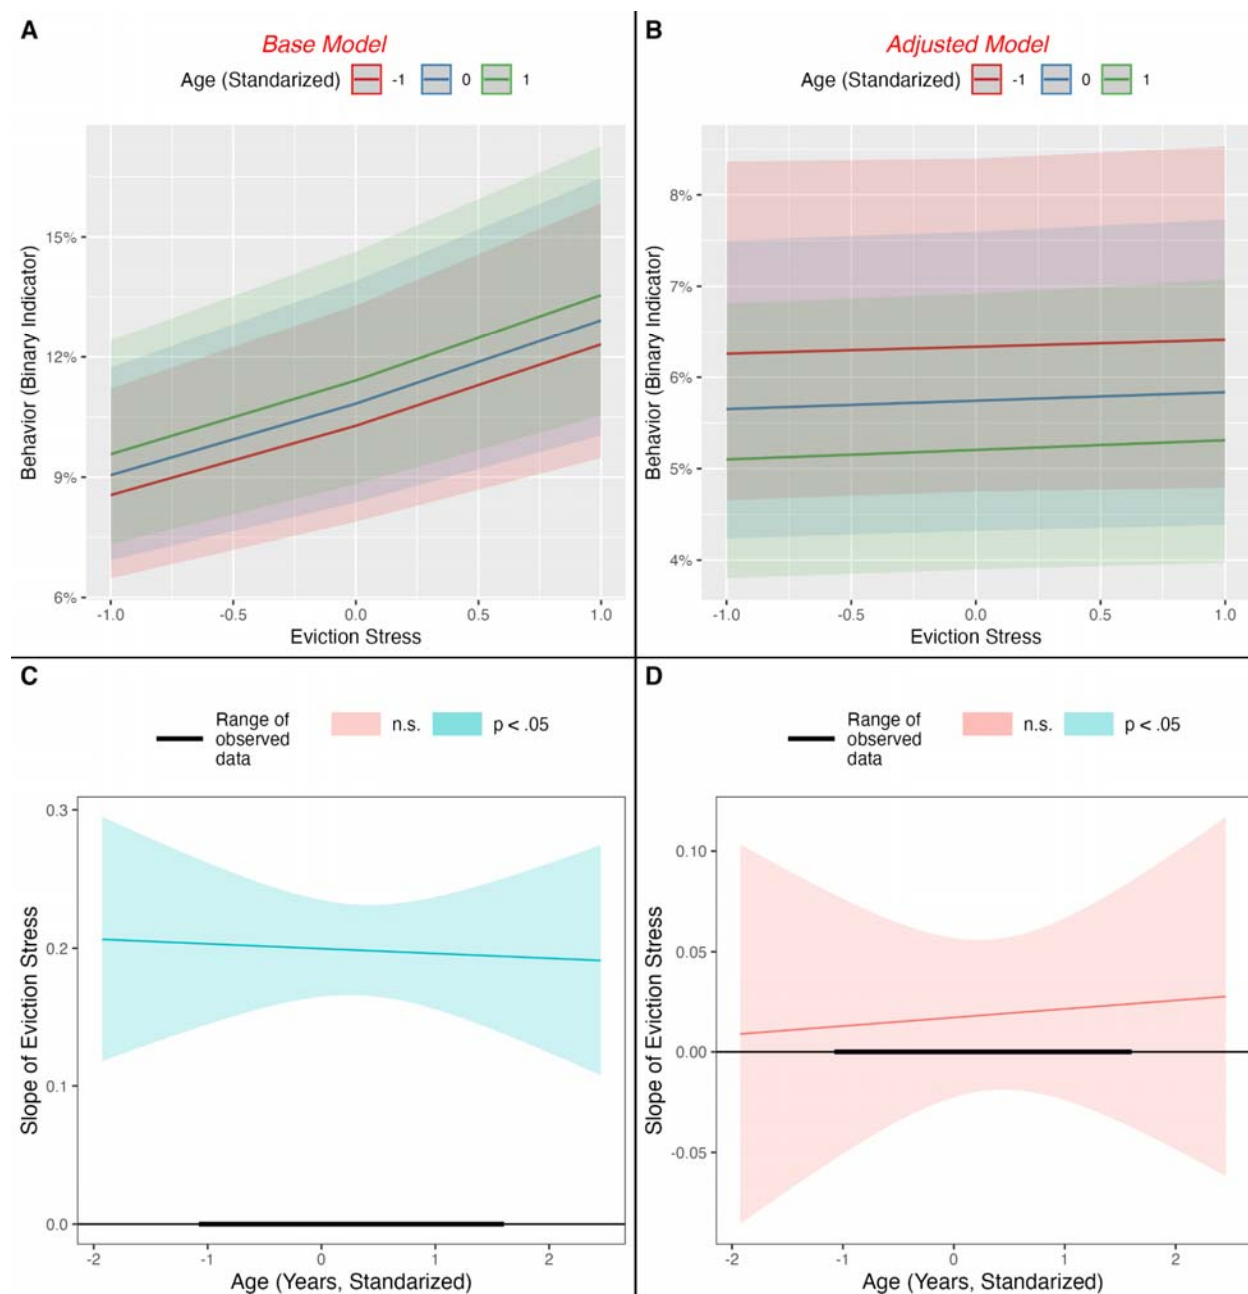 A
Base Model
Age (Standarized) -1 0 1
Behavior (Binary Indicator)
15%
12%
9%
6%
-1.0 -0.5 0.0 0.5 1.0
Eviction Stress
B
Adjusted Model
Age (Standarized) -1 0 1
Behavior (Binary Indicator)
8%
7%
6%
5%
4%
-1.0 -0.5 0.0 0.5 1.0
Eviction Stress
C
Range of
observed
data
n.s. p < .05
Slope of Eviction Stress
0.3
0.2
0.1
0.0
-2 -1 0 1 2
Age (Years, Standarized)
D
Range of
observed
data
n.s. p < .05
Slope of Eviction Stress
0.10
0.05
0.00
-0.05
-2 -1 0 1 2
Age (Years, Standarized)